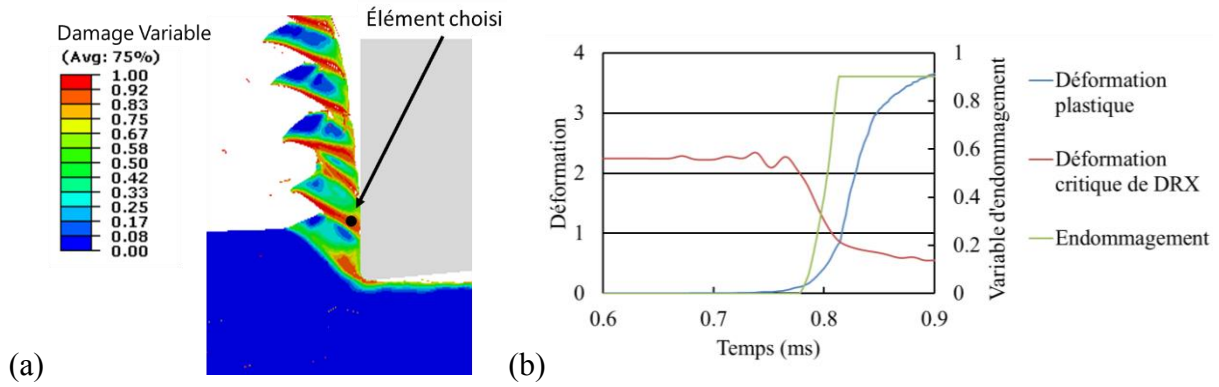 Damage Variable
(Avg: 75%)
1.00
0.92
0.83
0.75
0.67
0.58
0.50
0.42
0.33
0.25
0.17
0.08
0.00
Élément choisi
(a)
Déformation
4
3
2
1
0
0.6
0.7
0.8
0.9
Temps (ms)
1
0.8
0.6
0.4
0.2
0
Variable d'endommagement
Déformation
plastique
Déformation
critique de DRX
Endommagement
(b)